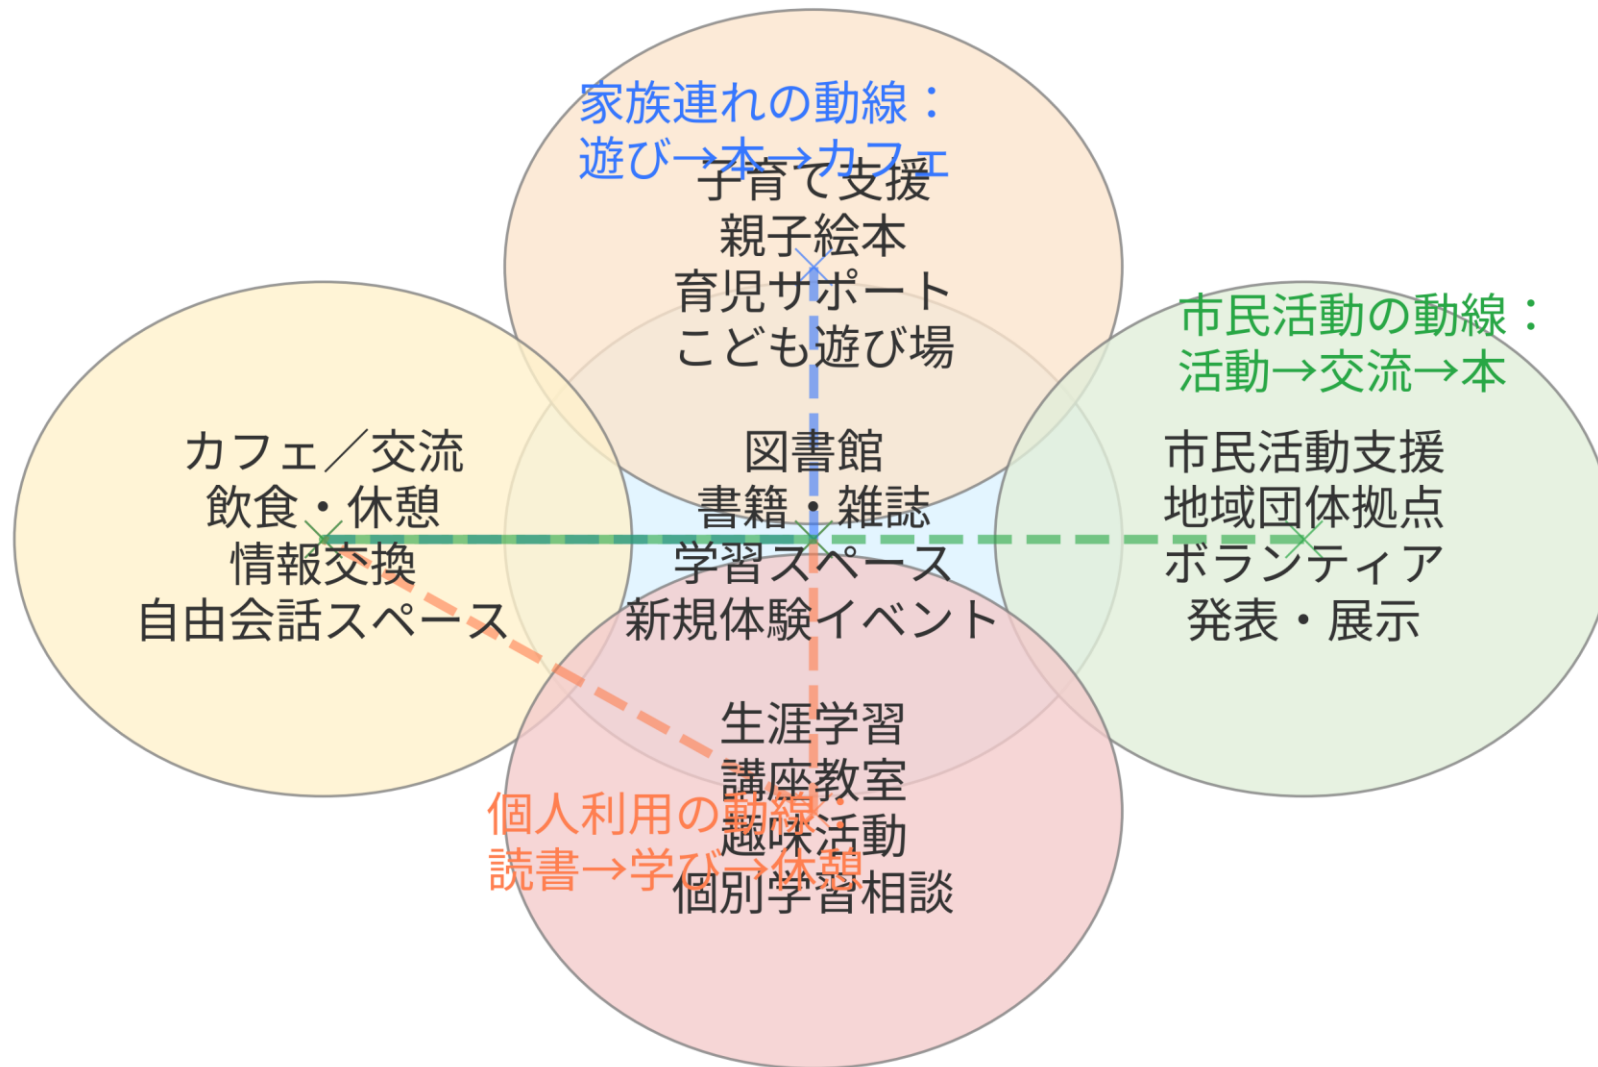 家族連れの動線：
遊び→本→カフェ
子育て支援
親子絵本
育児サポート
こども遊び場
市民活動の動線：
活動→交流→本
カフェ／交流
飲食・休憩
情報交換
自由会話スペース
図書館
書籍・雑誌
学習スペース
新規体験イベント
市民活動支援
地域団体拠点
ボランティア
発表・展示
生涯学習
講座教室
趣味活動
個別学習相談
個人利用の動線：
読書→学び→休憩